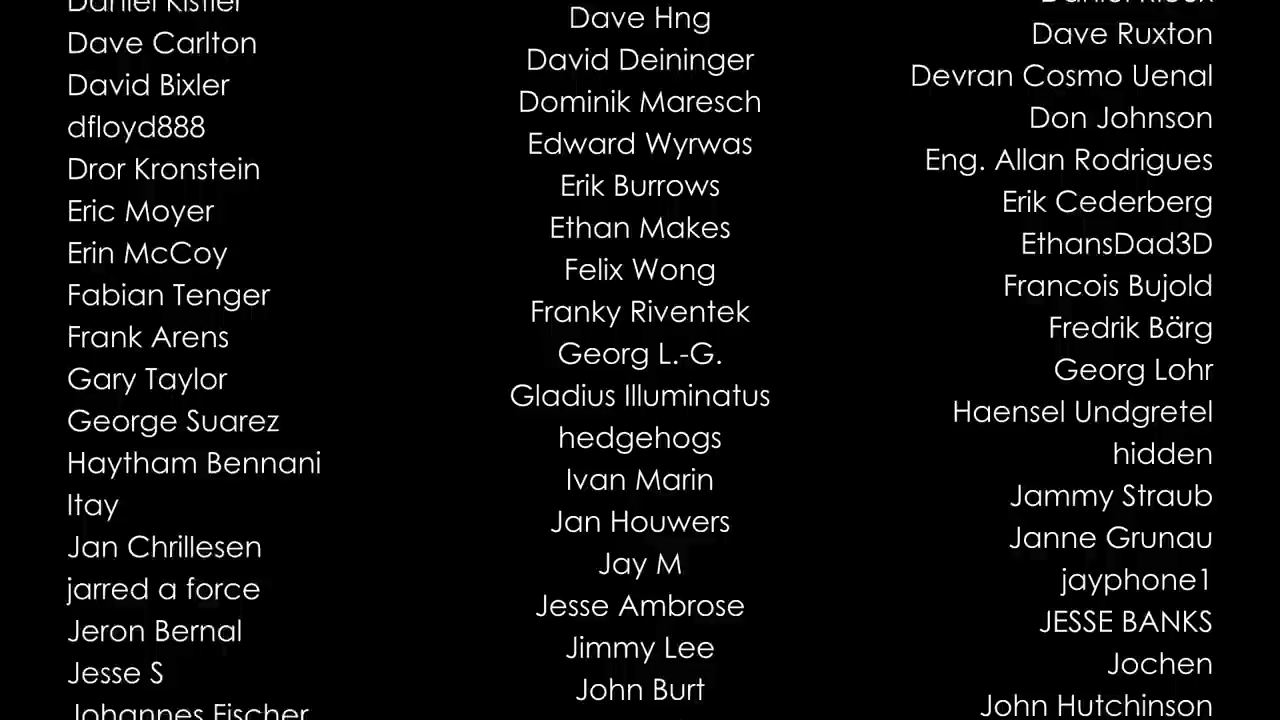 Daniel Kistler
Dave Carlton
David Bixler
dfloyd888
Dror Kronstein
Eric Moyer
Erin McCoy
Fabian Tenger
Frank Arens
Gary Taylor
George Suarez
Haytham Bennani
Itay
Jan Chrillesen
jarred a force
Jeron Bernal
Jesse S
Johannes Fischer
Dave Hng
David Deininger
Dominik Maresch
Edward Wyrwas
Erik Burrows
Ethan Makes
Felix Wong
Franky Riventek
Georg L.-G.
Gladius Illuminatus
hedgehogs
Ivan Marin
Jan Houwers
Jay M
Jesse Ambrose
Jimmy Lee
John Burt
Daniel
Dave Ruxton
Devran Cosmo Uenal
Don Johnson
Eng. Allan Rodrigues
Erik Cederberg
EthansDad3D
Francois Bujold
Fredrik Bärg
Georg Lohr
Haensel Undgretel
hidden
Jammy Straub
Janne Grunau
jayphone1
JESSE BANKS
Jochen
John Hutchinson